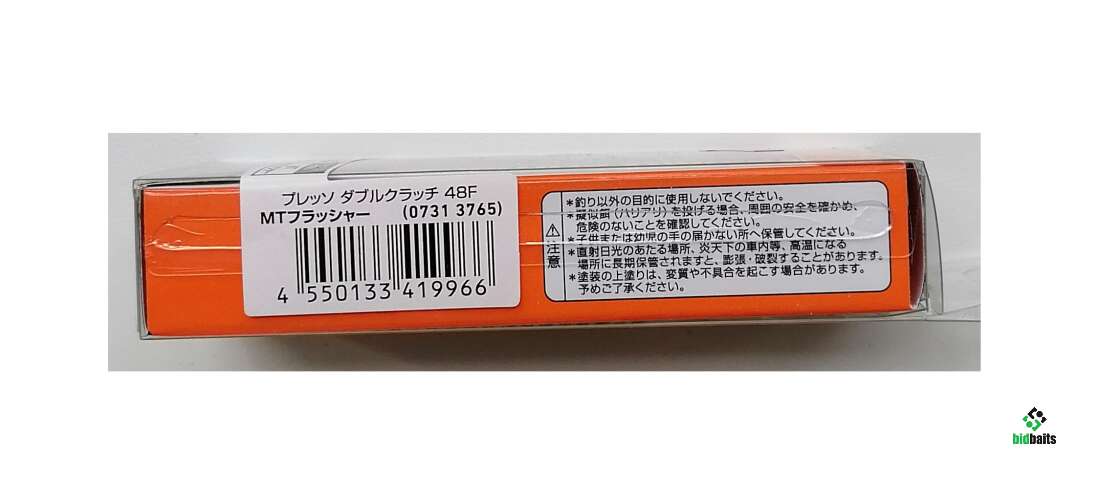 プレッソ ダブルクラッチ 48F
MTフラッシャー (0731 3765)
4 550133 419966
⚠注意
*釣り以外の目的に使用しないでください。
*擬似餌(ハリアリ)を投げる場合、周囲の安全を確かめ、
危険のないことを確認してください。
*子供または幼児の手の届かない所へ保管してください。
*直射日光のあたる場所、炎天下の車内等、高温になる
場所に長期保管されますと、膨張・破裂することがあります。
*塗装の上塗りは、変質や不具合を起こす場合があります。
予めご了承ください。
bidbaits